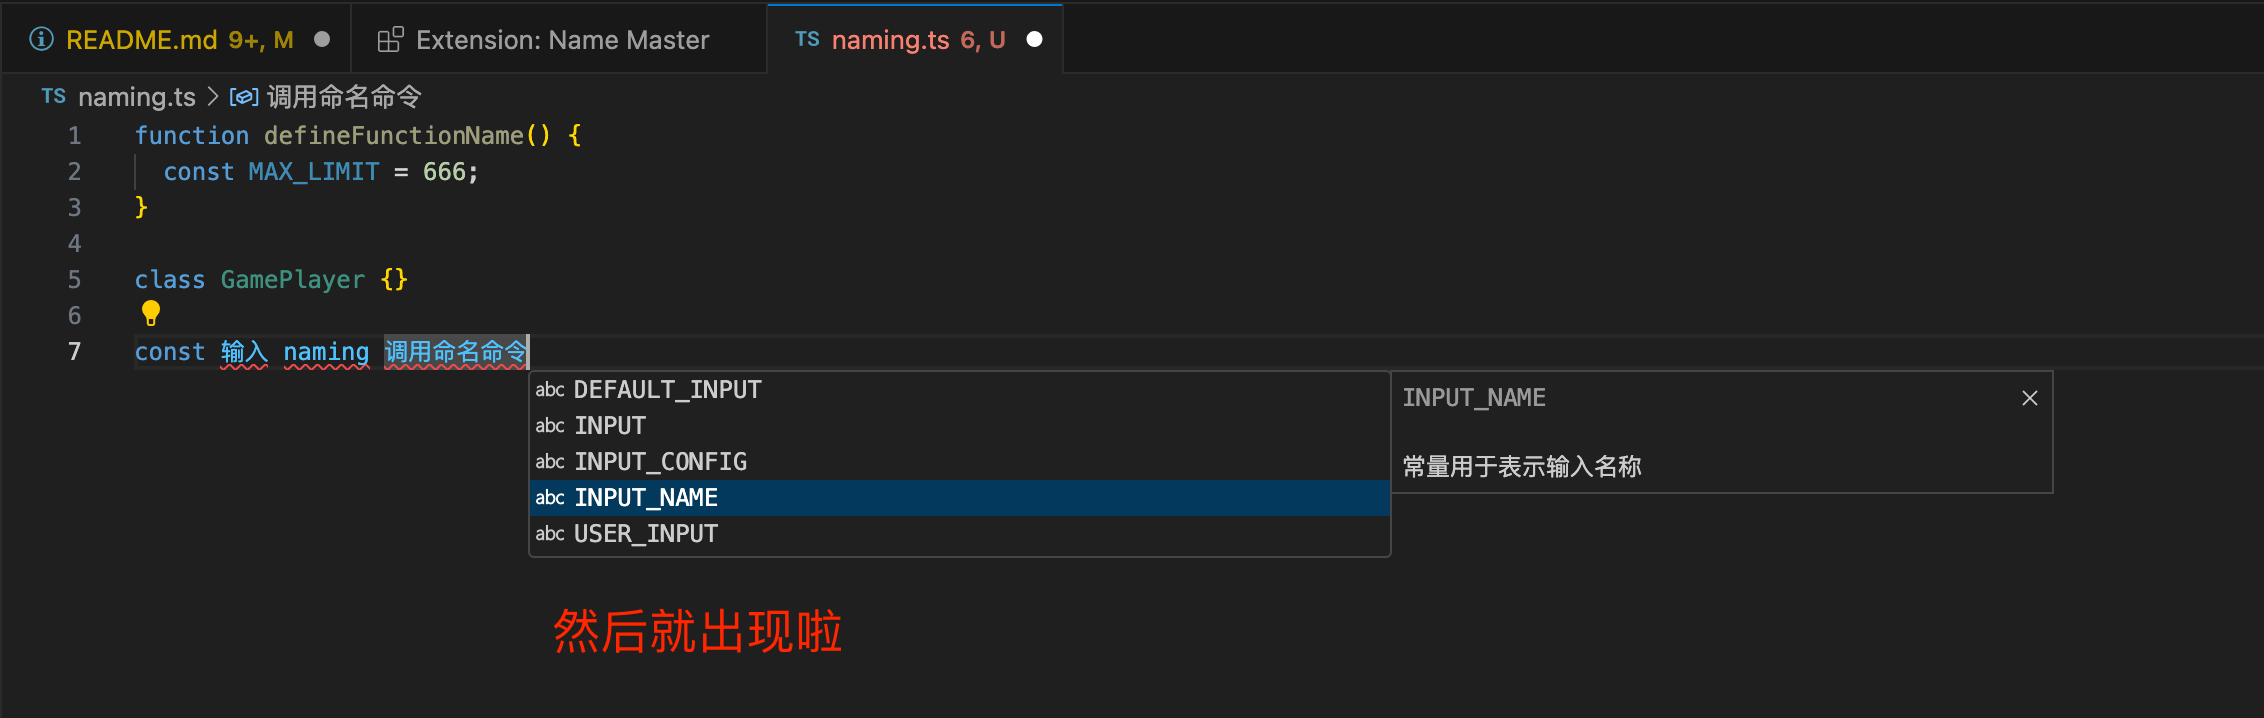 README.md 9+, M
Extension: Name Master
TS naming.ts 6, U
TS naming.ts > 调用命名命令
1 function defineFunctionName() {
2 const MAX_LIMIT = 666;
3 }
4
5 class GamePlayer {}
6
7 const 输入 naming 调用命名命令
abc DEFAULT_INPUT
abc INPUT
abc INPUT_CONFIG
abc INPUT_NAME
abc USER_INPUT
INPUT_NAME
常量用于表示输入名称
然后就出现啦